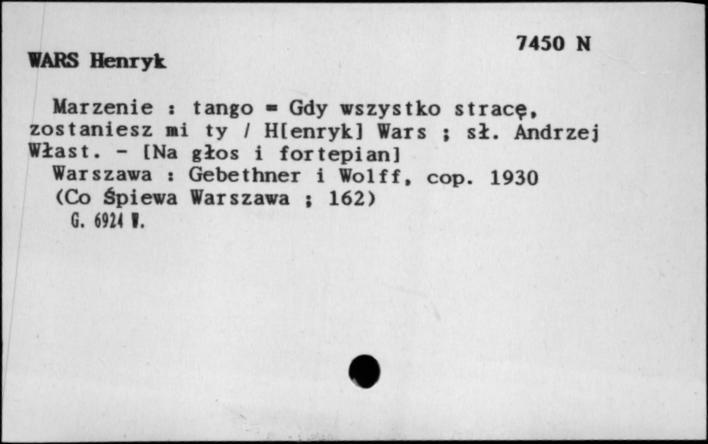 7450 N
WARS Henryk
Marzenie : tango = Gdy wszystko stracę,
zostaniesz mi ty / H[enryk] Wars ; sł. Andrzej
Włast. - [Na głos i fortepian]
Warszawa : Gebethner i Wolff, cop. 1930
(Co Śpiewa Warszawa ; 162)
G. 6924 W.